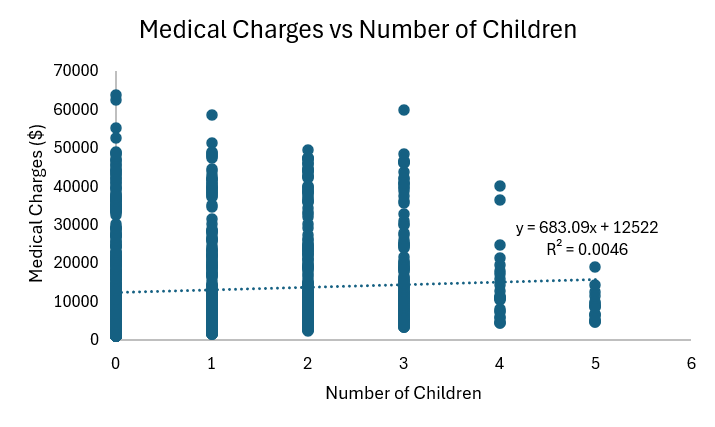 Medical Charges vs Number of Children
70000
60000
50000
40000
30000
20000
10000
0
Medical Charges ($)
y = 683.09x + 12522
R² = 0.0046
0 1 2 3 4 5 6
Number of Children